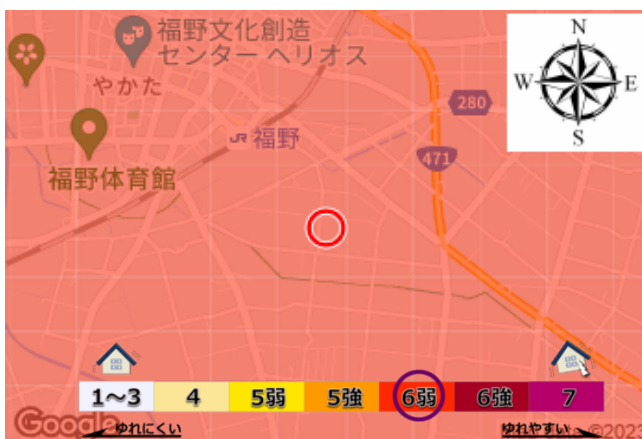 福野文化創造
センター ヘリオス
やかた
福野体育館
JR 福野
280
471
N
W
E
S
1～3
4
5弱
5強
6弱
6強
7
Google
ゆれにくい
ゆれやすい
©202